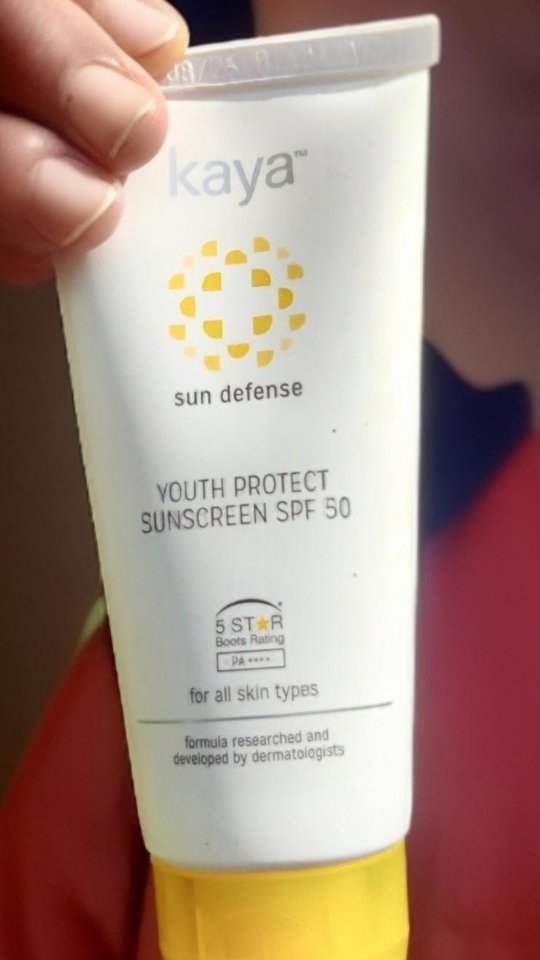 kaya™
sun defense
YOUTH PROTECT
SUNSCREEN SPF 50
5 ST★R
Boots Rating
PA ••••
for all skin types
formula researched and
developed by dermatologists